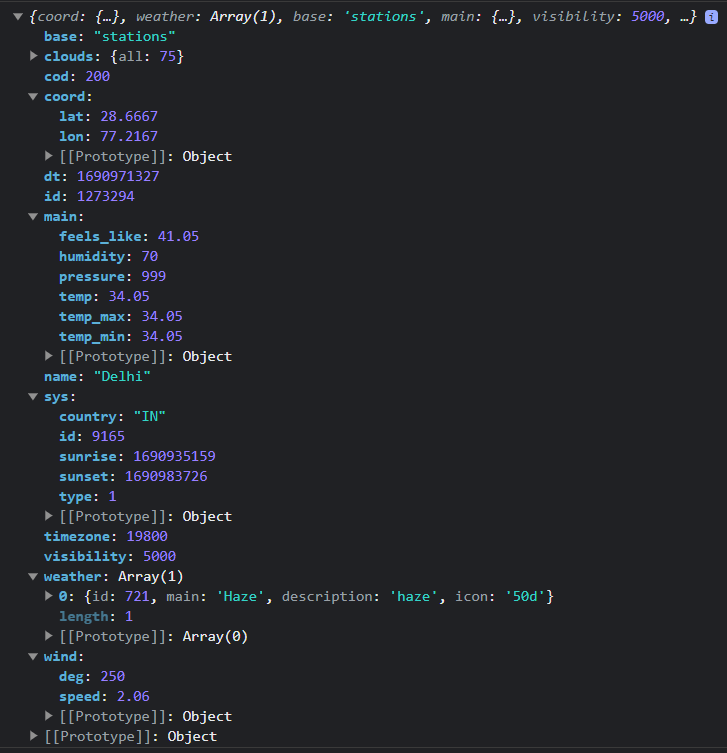 {coord: {…}, weather: Array(1), base: 'stations', main: {…}, visibility: 5000, …} i
base: "stations"
clouds: {all: 75}
cod: 200
coord:
lat: 28.6667
lon: 77.2167
[[Prototype]]: Object
dt: 1690971327
id: 1273294
main:
feels_like: 41.05
humidity: 70
pressure: 999
temp: 34.05
temp_max: 34.05
temp_min: 34.05
[[Prototype]]: Object
name: "Delhi"
sys:
country: "IN"
id: 9165
sunrise: 1690935159
sunset: 1690983726
type: 1
[[Prototype]]: Object
timezone: 19800
visibility: 5000
weather: Array(1)
0: {id: 721, main: 'Haze', description: 'haze', icon: '50d'}
length: 1
[[Prototype]]: Array(0)
wind:
deg: 250
speed: 2.06
[[Prototype]]: Object
[[Prototype]]: Object